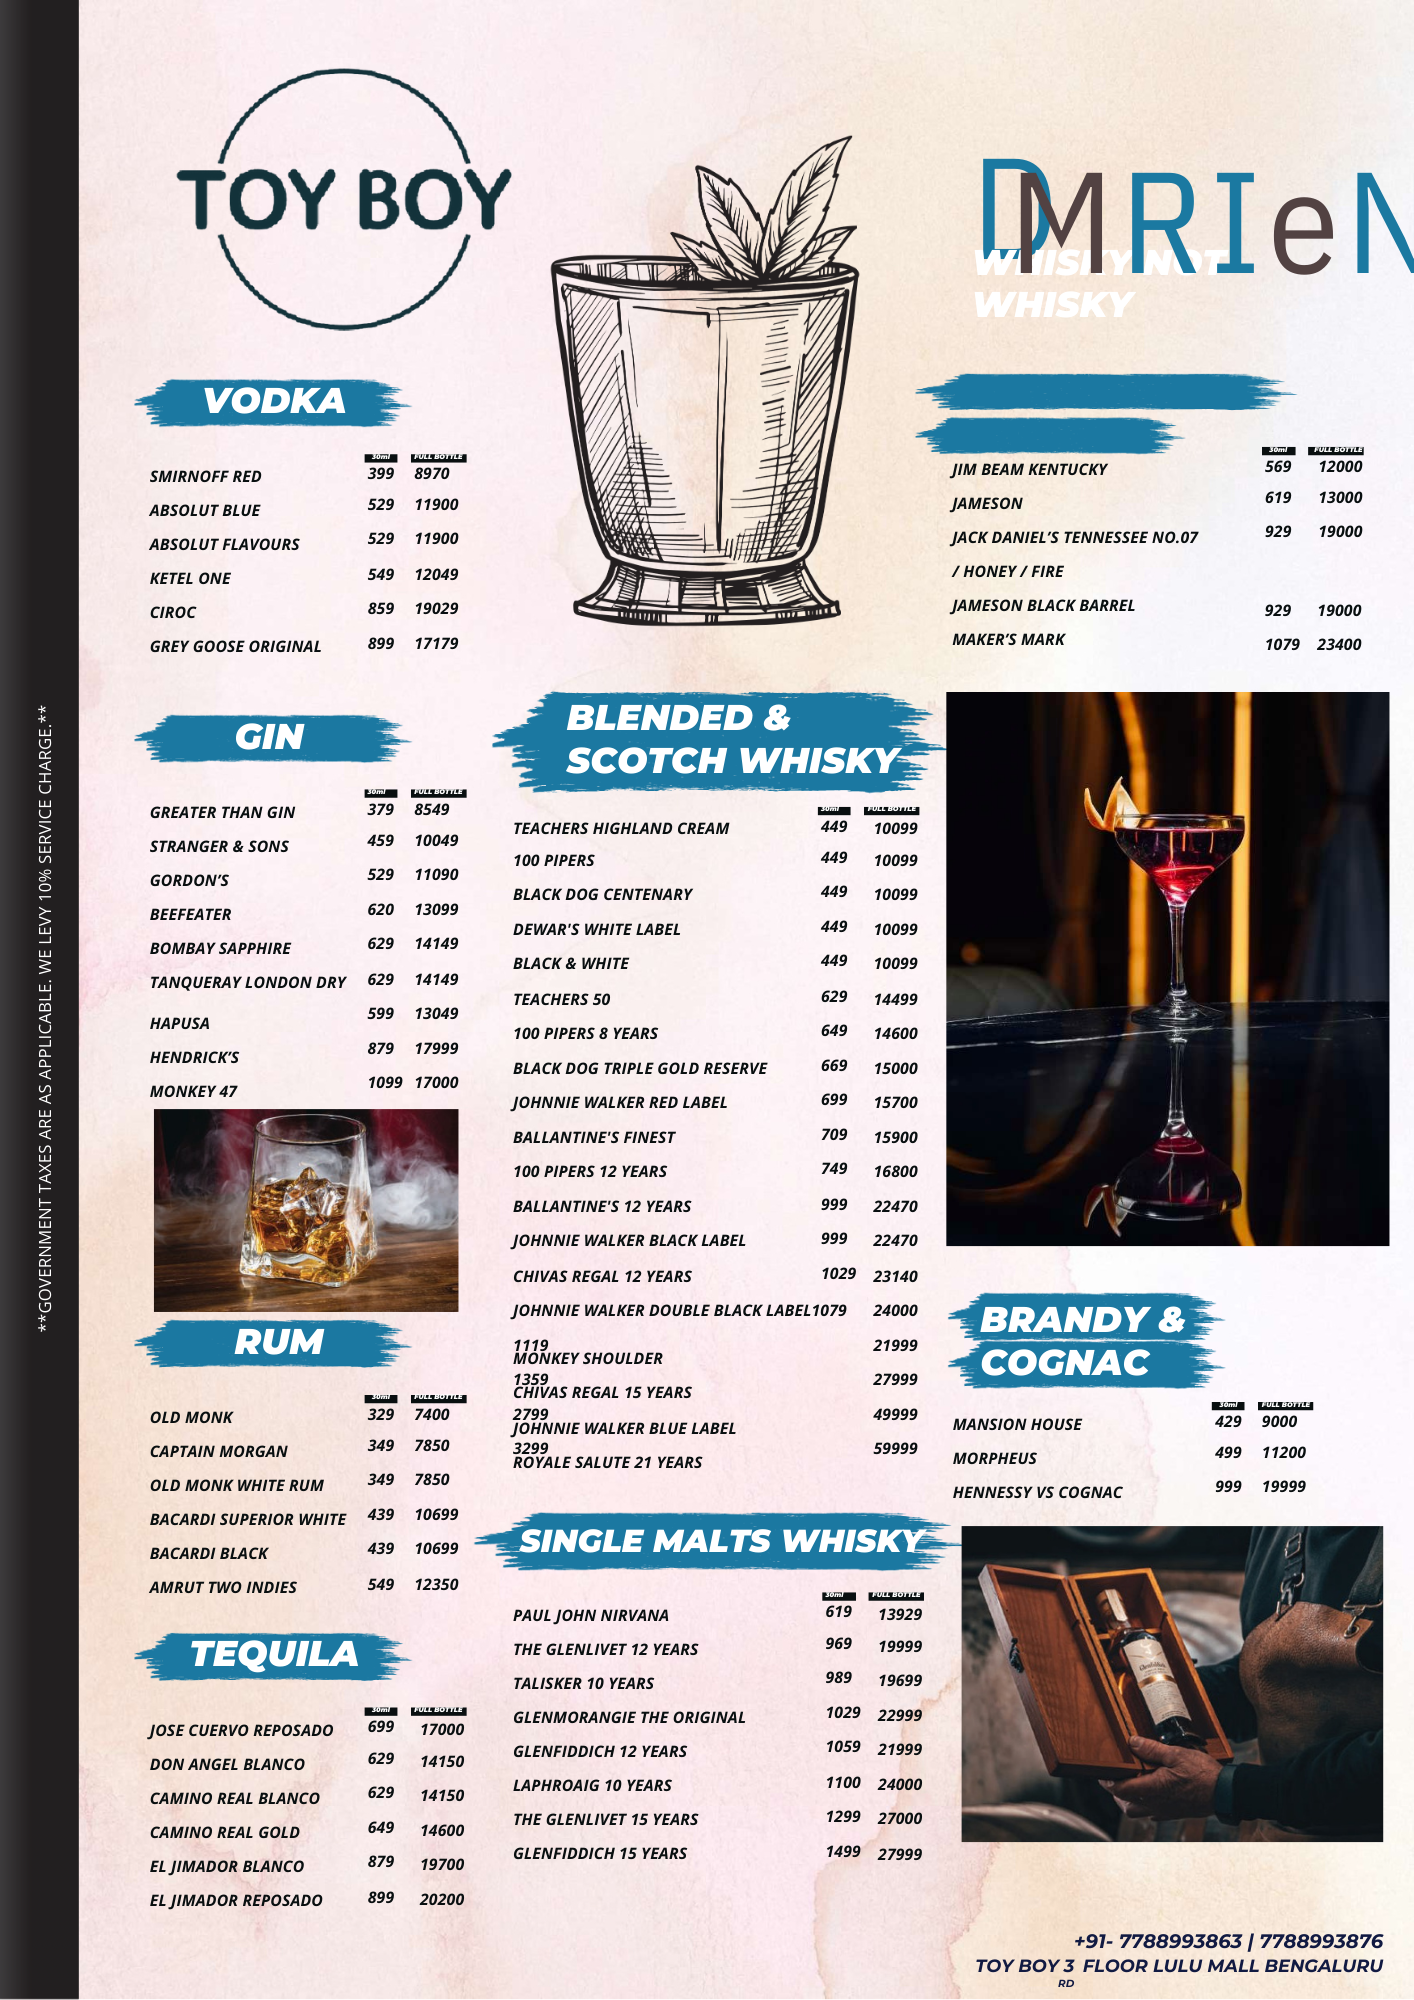 TOY BOY
DMRIeN
WHISKY NOT
WHISKY
VODKA
30ml FULL BOTTLE
SMIRNOFF RED 399 8970
ABSOLUT BLUE 529 11900
ABSOLUT FLAVOURS 529 11900
KETEL ONE 549 12049
CIROC 859 19029
GREY GOOSE ORIGINAL 899 17179
30ml FULL BOTTLE
JIM BEAM KENTUCKY 569 12000
JAMESON 619 13000
JACK DANIEL’S TENNESSEE NO.07 929 19000
/ HONEY / FIRE
JAMESON BLACK BARREL 929 19000
MAKER’S MARK 1079 23400
GIN
30ml FULL BOTTLE
GREATER THAN GIN 379 8549
STRANGER & SONS 459 10049
GORDON’S 529 11090
BEEFEATER 620 13099
BOMBAY SAPPHIRE 629 14149
TANQUERAY LONDON DRY 629 14149
HAPUSA 599 13049
HENDRICK’S 879 17999
MONKEY 47 1099 17000
RUM
30ml FULL BOTTLE
OLD MONK 329 7400
CAPTAIN MORGAN 349 7850
OLD MONK WHITE RUM 349 7850
BACARDI SUPERIOR WHITE 439 10699
BACARDI BLACK 439 10699
AMRUT TWO INDIES 549 12350
TEQUILA
30ml FULL BOTTLE
JOSE CUERVO REPOSADO 699 17000
DON ANGEL BLANCO 629 14150
CAMINO REAL BLANCO 629 14150
CAMINO REAL GOLD 649 14600
EL JIMADOR BLANCO 879 19700
EL JIMADOR REPOSADO 899 20200
BLENDED &
SCOTCH WHISKY
30ml FULL BOTTLE
TEACHERS HIGHLAND CREAM 449 10099
100 PIPERS 449 10099
BLACK DOG CENTENARY 449 10099
DEWAR'S WHITE LABEL 449 10099
BLACK & WHITE 449 10099
TEACHERS 50 629 14499
100 PIPERS 8 YEARS 649 14600
BLACK DOG TRIPLE GOLD RESERVE 669 15000
JOHNNIE WALKER RED LABEL 699 15700
BALLANTINE'S FINEST 709 15900
100 PIPERS 12 YEARS 749 16800
BALLANTINE'S 12 YEARS 999 22470
JOHNNIE WALKER BLACK LABEL 999 22470
CHIVAS REGAL 12 YEARS 1029 23140
JOHNNIE WALKER DOUBLE BLACK LABEL1079 24000
1119 21999
MONKEY SHOULDER
1359 27999
CHIVAS REGAL 15 YEARS
2799 49999
JOHNNIE WALKER BLUE LABEL
3299 59999
ROYALE SALUTE 21 YEARS
SINGLE MALTS WHISKY
30ml FULL BOTTLE
PAUL JOHN NIRVANA 619 13929
THE GLENLIVET 12 YEARS 969 19999
TALISKER 10 YEARS 989 19699
GLENMORANGIE THE ORIGINAL 1029 22999
GLENFIDDICH 12 YEARS 1059 21999
LAPHROAIG 10 YEARS 1100 24000
THE GLENLIVET 15 YEARS 1299 27000
GLENFIDDICH 15 YEARS 1499 27999
BRANDY &
COGNAC
30ml FULL BOTTLE
MANSION HOUSE 429 9000
MORPHEUS 499 11200
HENNESSY VS COGNAC 999 19999
Glenfiddich
+91- 7788993863 | 7788993876
TOY BOY 3 FLOOR LULU MALL BENGALURU
RD
**GOVERNMENT TAXES ARE AS APPLICABLE. WE LEVY 10% SERVICE CHARGE.**